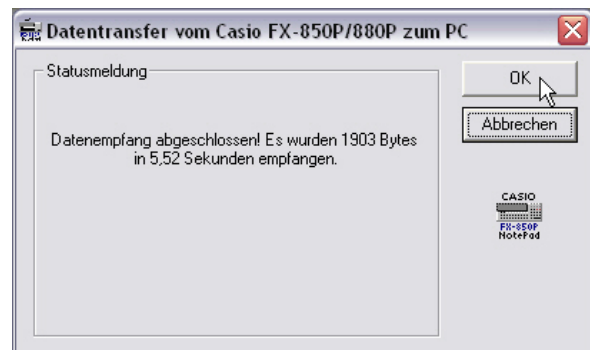 Datentransfer vom Casio FX-850P/880P zum PC
Statusmeldung
OK
Datenempfang abgeschlossen! Es wurden 1903 Bytes
in 5,52 Sekunden empfangen.
Abbrechen
CASIO
FX-850P
NotePad